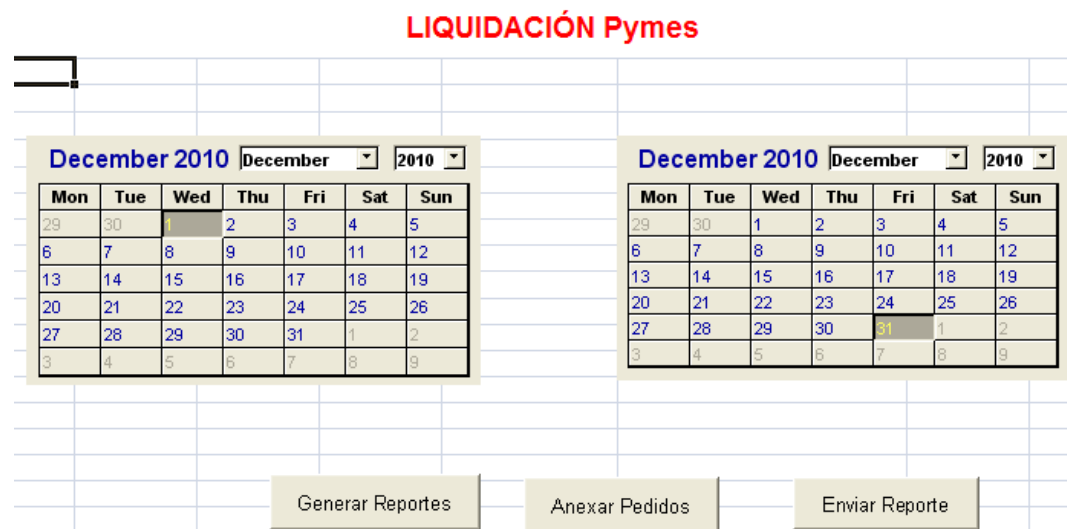 LIQUIDACIÓN Pymes
December 2010 December 2010
Mon Tue Wed Thu Fri Sat Sun
29 30 1 2 3 4 5
6 7 8 9 10 11 12
13 14 15 16 17 18 19
20 21 22 23 24 25 26
27 28 29 30 31 1 2
3 4 5 6 7 8 9
December 2010 December 2010
Mon Tue Wed Thu Fri Sat Sun
29 30 1 2 3 4 5
6 7 8 9 10 11 12
13 14 15 16 17 18 19
20 21 22 23 24 25 26
27 28 29 30 31 1 2
3 4 5 6 7 8 9
Generar Reportes
Anexar Pedidos
Enviar Reporte